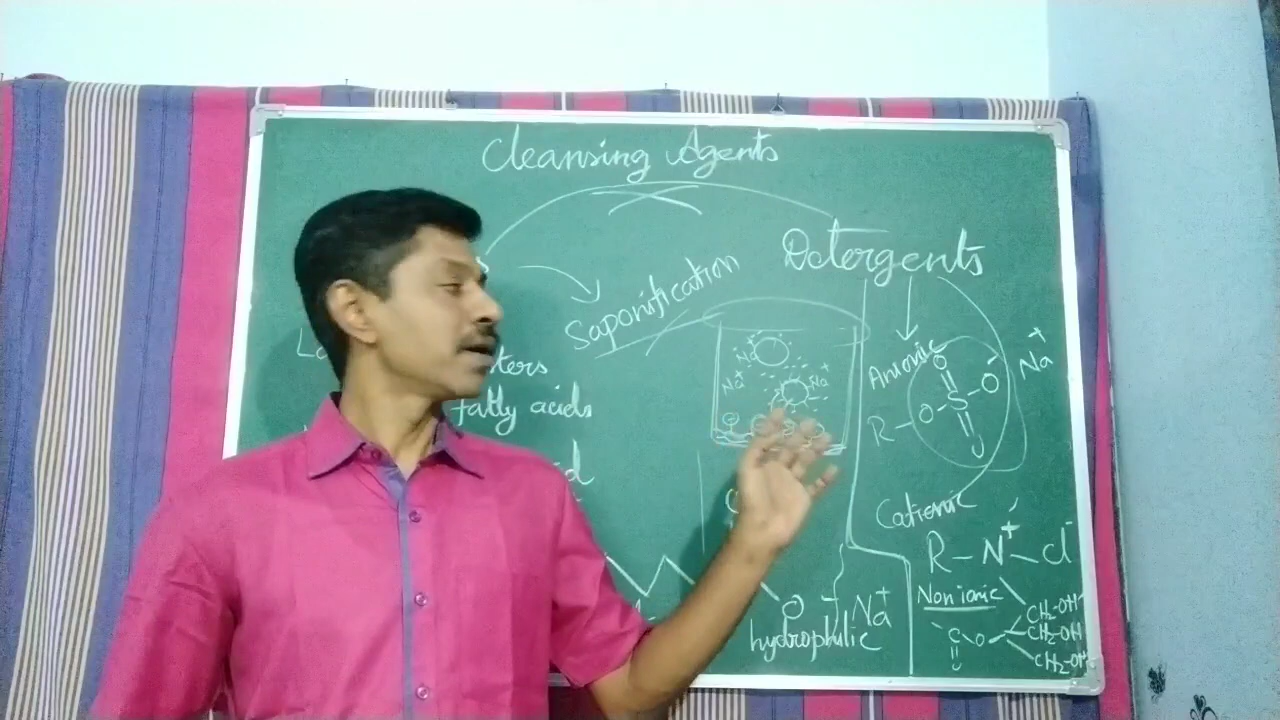 Cleansing Agents
Detergents
Saponification
Na+
Na+
Na+
Anionic
O
R - O - S - O-
O
Na+
fatty acids
Cationic
R - N+ - Cl-
Non ionic
C O
CH2-OH
CH2-OH
CH2-OH
O- Na+
hydrophilic